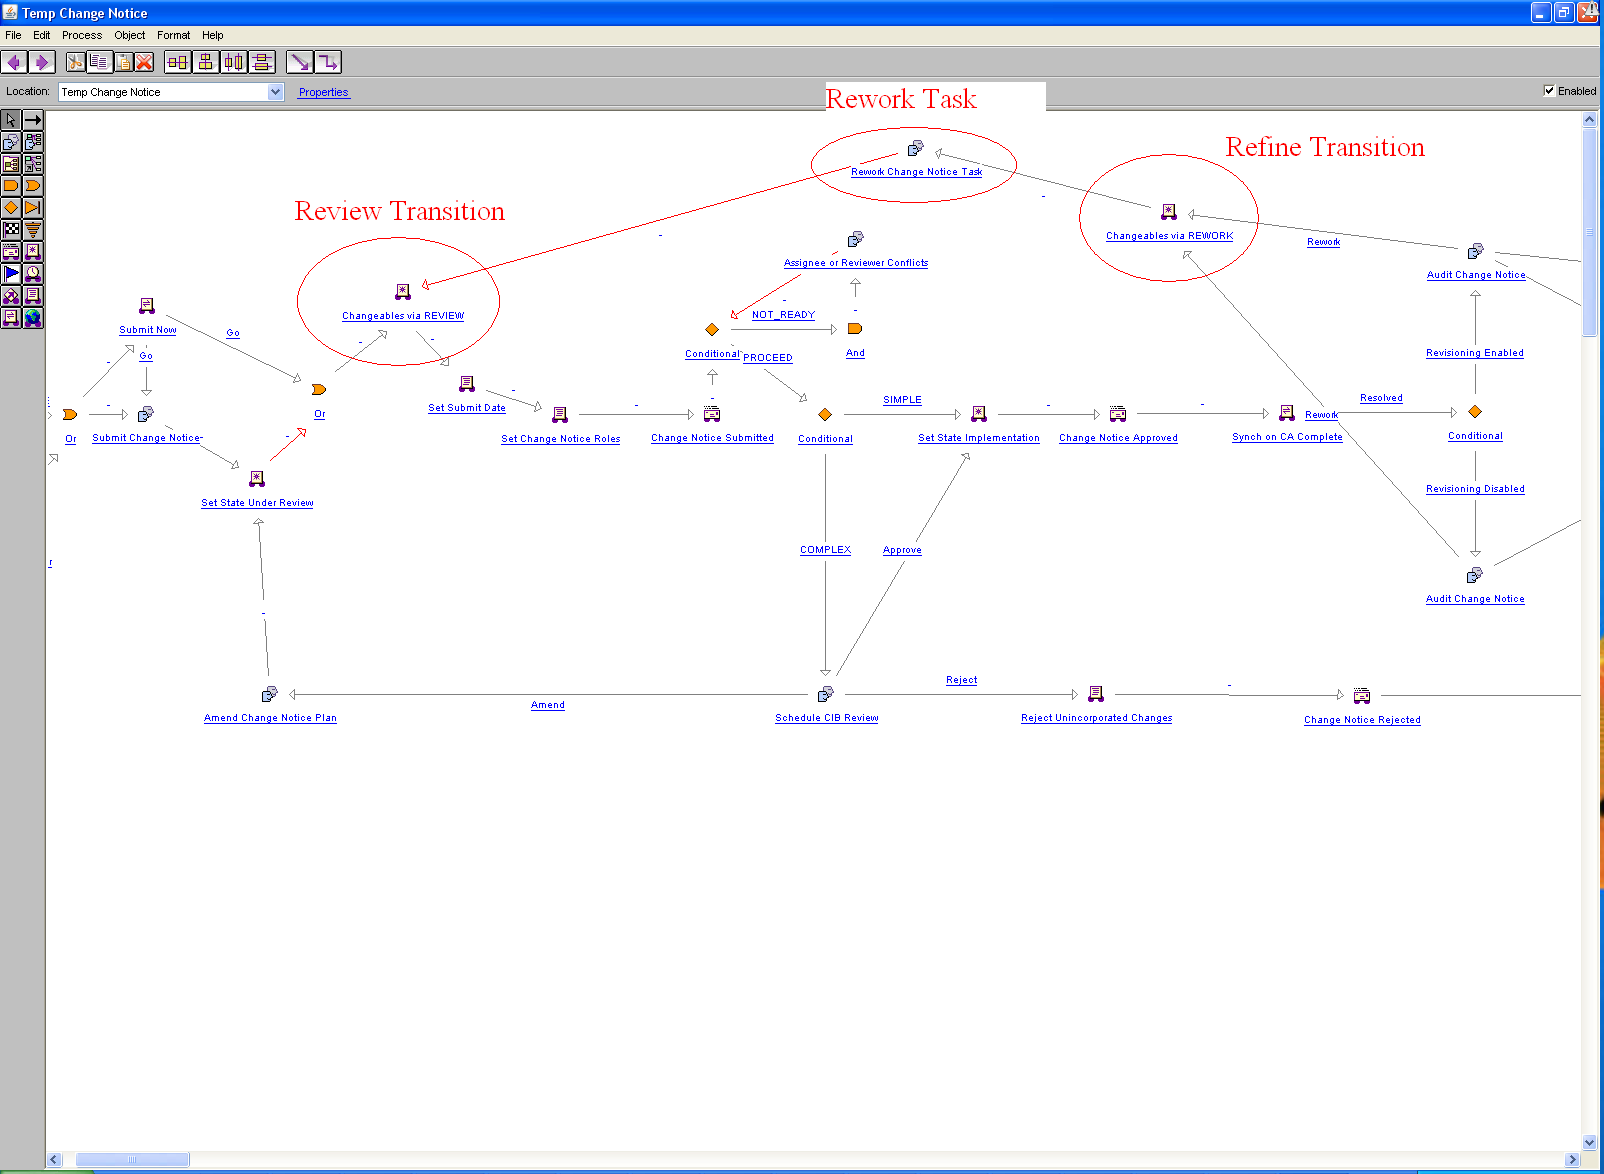 Temp Change Notice
File Edit Process Object Format Help
Location: Temp Change Notice Properties Enabled
Rework Task
Refine Transition
Rework Change Notice Task
Review Transition
Changeables via REWORK
Rework
Assignee or Reviewer Conflicts
Audit Change Notice
Changeables via REVIEW
NOT_READY
Submit Now
Go
Go
Conditional
PROCEED
And
Revisioning Enabled
Set Submit Date
SIMPLE
Resolved
Or
Rework
Or
Submit Change Notice
Set Change Notice Roles
Change Notice Submitted
Conditional
Set State Implementation
Change Notice Approved
Synch on CA Complete
Conditional
Revisioning Disabled
Set State Under Review
COMPLEX
Approve
r
Audit Change Notice
Reject
Amend
Amend Change Notice Plan
Schedule CIB Review
Reject Unincorporated Changes
Change Notice Rejected